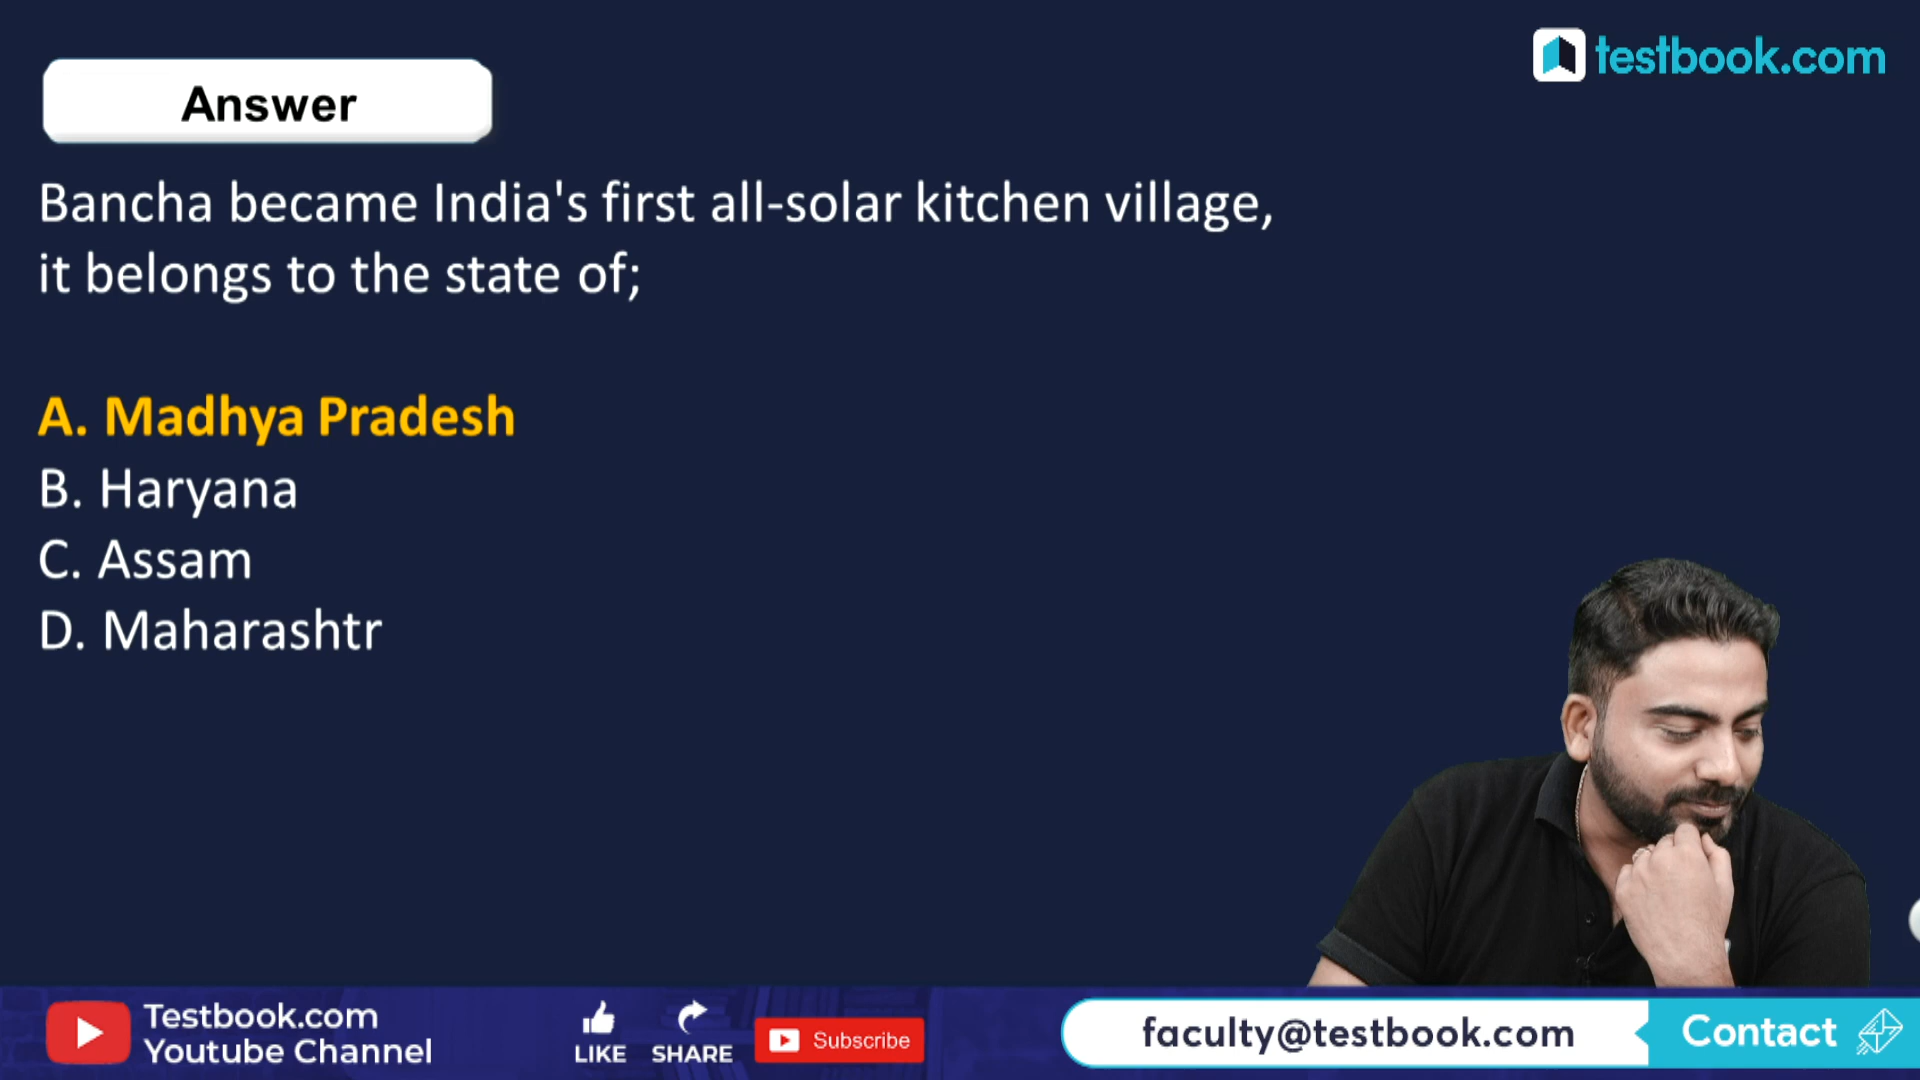 testbook.com
Answer
Bancha became India's first all-solar kitchen village,
it belongs to the state of;
A. Madhya Pradesh
B. Haryana
C. Assam
D. Maharashtr
Testbook.com
Youtube Channel
LIKE
SHARE
Subscribe
faculty@testbook.com
Contact